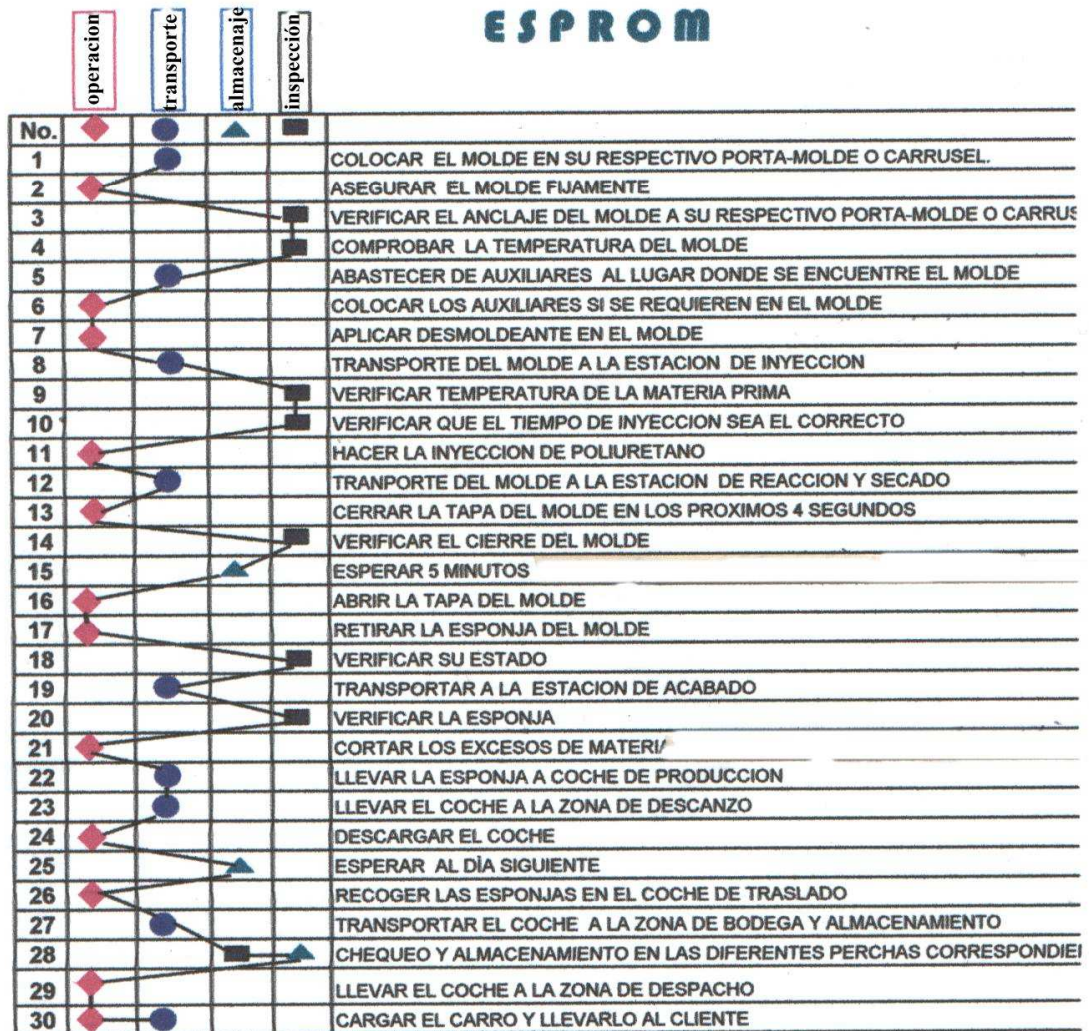 ESPROM
operacion transporte almacenaje inspección
No.
1 COLOCAR EL MOLDE EN SU RESPECTIVO PORTA-MOLDE O CARRUSEL.
2 ASEGURAR EL MOLDE FIJAMENTE
3 VERIFICAR EL ANCLAJE DEL MOLDE A SU RESPECTIVO PORTA-MOLDE O CARRUS
4 COMPROBAR LA TEMPERATURA DEL MOLDE
5 ABASTECER DE AUXILIARES AL LUGAR DONDE SE ENCUENTRE EL MOLDE
6 COLOCAR LOS AUXILIARES SI SE REQUIEREN EN EL MOLDE
7 APLICAR DESMOLDEANTE EN EL MOLDE
8 TRANSPORTE DEL MOLDE A LA ESTACION DE INYECCION
9 VERIFICAR TEMPERATURA DE LA MATERIA PRIMA
10 VERIFICAR QUE EL TIEMPO DE INYECCION SEA EL CORRECTO
11 HACER LA INYECCION DE POLIURETANO
12 TRANPORTE DEL MOLDE A LA ESTACION DE REACCION Y SECADO
13 CERRAR LA TAPA DEL MOLDE EN LOS PROXIMOS 4 SEGUNDOS
14 VERIFICAR EL CIERRE DEL MOLDE
15 ESPERAR 5 MINUTOS
16 ABRIR LA TAPA DEL MOLDE
17 RETIRAR LA ESPONJA DEL MOLDE
18 VERIFICAR SU ESTADO
19 TRANSPORTAR A LA ESTACION DE ACABADO
20 VERIFICAR LA ESPONJA
21 CORTAR LOS EXCESOS DE MATERIA
22 LLEVAR LA ESPONJA A COCHE DE PRODUCCION
23 LLEVAR EL COCHE A LA ZONA DE DESCANZO
24 DESCARGAR EL COCHE
25 ESPERAR AL DÌA SIGUIENTE
26 RECOGER LAS ESPONJAS EN EL COCHE DE TRASLADO
27 TRANSPORTAR EL COCHE A LA ZONA DE BODEGA Y ALMACENAMIENTO
28 CHEQUEO Y ALMACENAMIENTO EN LAS DIFERENTES PERCHAS CORRESPONDIE
29 LLEVAR EL COCHE A LA ZONA DE DESPACHO
30 CARGAR EL CARRO Y LLEVARLO AL CLIENTE